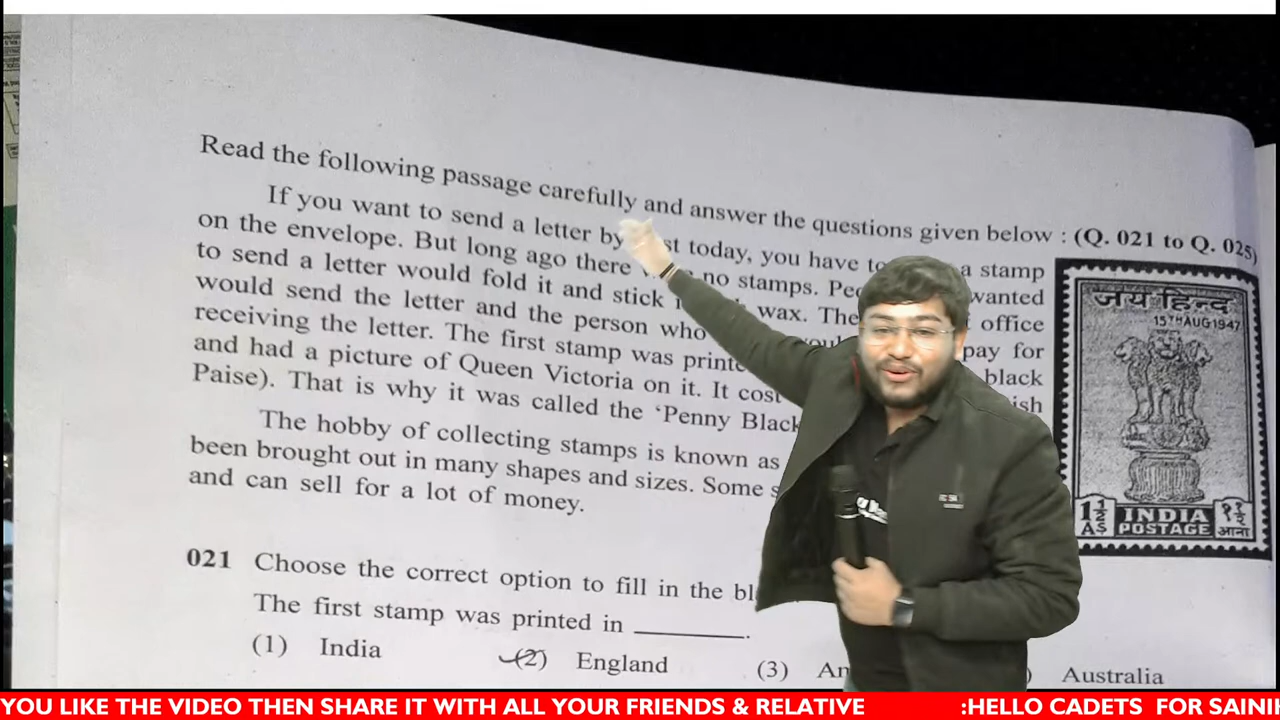 Read the following passage carefully and answer the questions given below : (Q. 021 to Q. 025)
If you want to send a letter by st today, you have to a stamp
on the envelope. But long ago there no stamps. wanted
to send a letter would fold it and stick wax. The office
would send the letter and the person who pay for
receiving the letter. The first stamp was black
and had a picture of Queen Victoria on it. It cost
Paise). That is why it was called the 'Penny Black
The hobby of collecting stamps is known as
been brought out in many shapes and sizes. Some
and can sell for a lot of money.
जय हिन्द
15TH AUG 1947
1½ As INDIA POSTAGE १½ आना
021 Choose the correct option to fill in the
The first stamp was printed in ________.
(1) India (2) England (3) Australia
YOU LIKE THE VIDEO THEN SHARE IT WITH ALL YOUR FRIENDS & RELATIVE :HELLO CADETS FOR SAINI